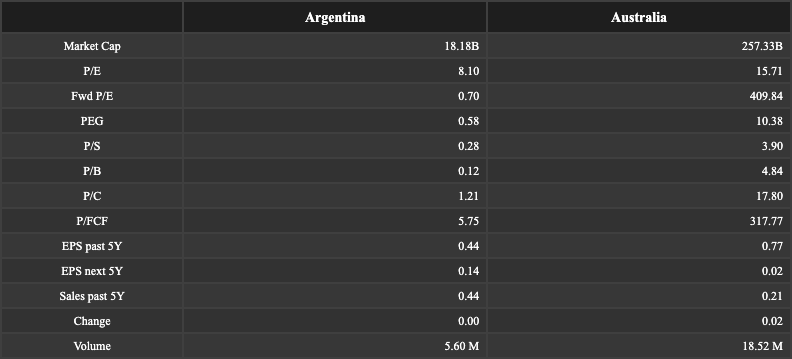 Argentina Australia
Market Cap 18.18B 257.33B
P/E 8.10 15.71
Fwd P/E 0.70 409.84
PEG 0.58 10.38
P/S 0.28 3.90
P/B 0.12 4.84
P/C 1.21 17.80
P/FCF 5.75 317.77
EPS past 5Y 0.44 0.77
EPS next 5Y 0.14 0.02
Sales past 5Y 0.44 0.21
Change 0.00 0.02
Volume 5.60 M 18.52 M